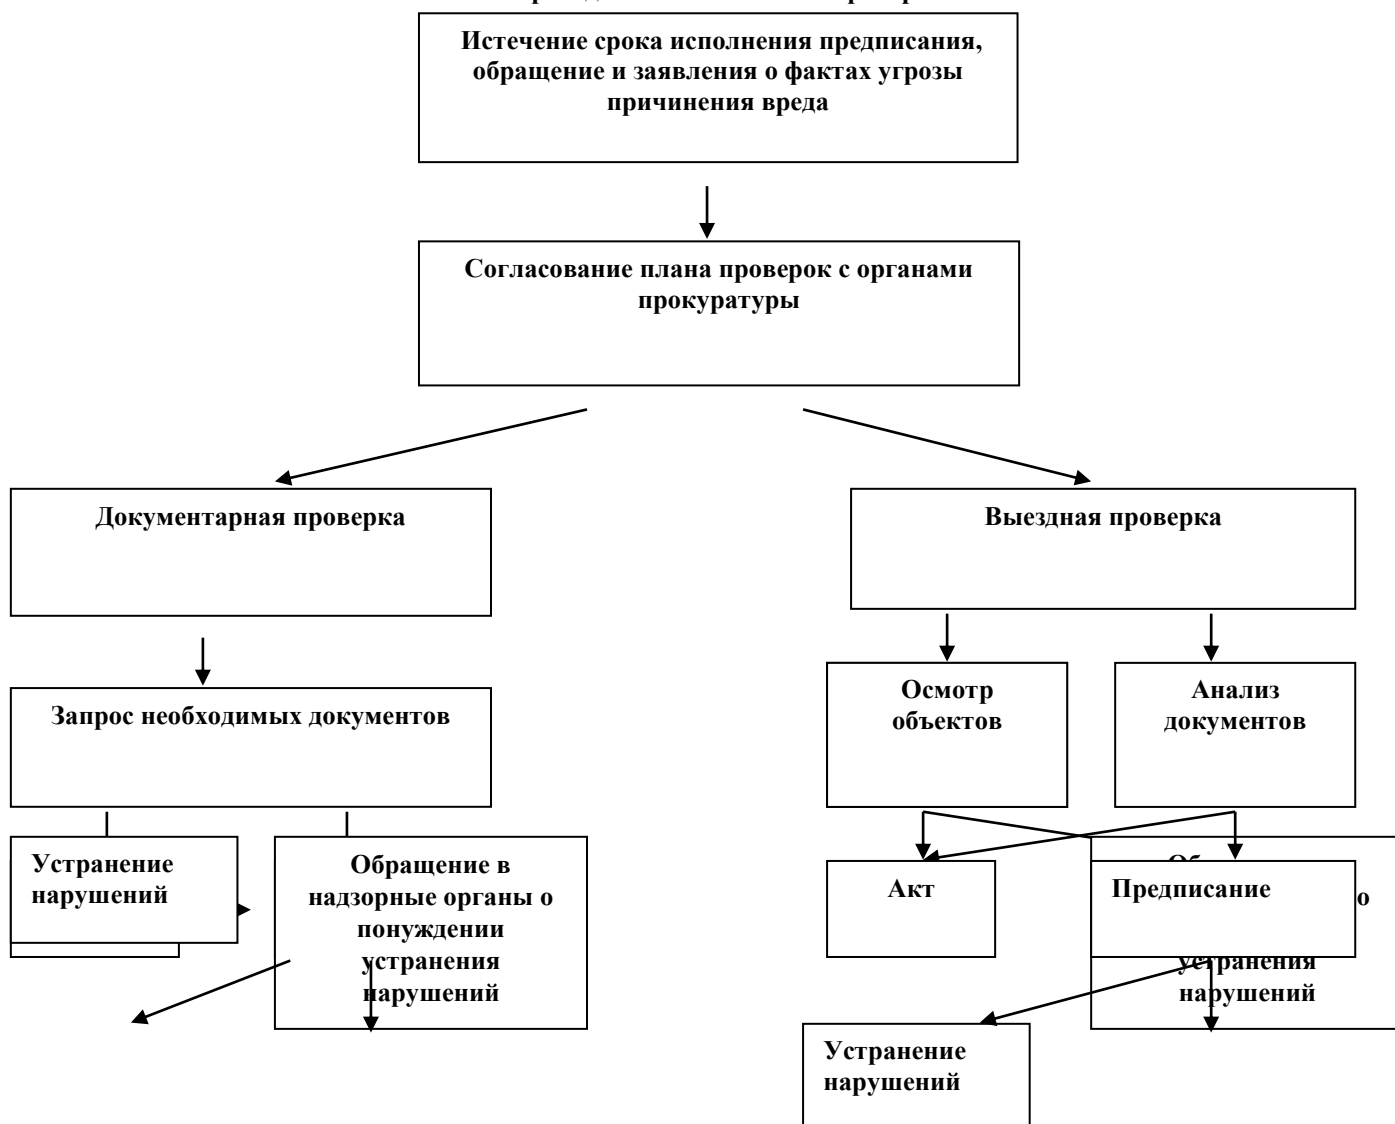 Истечение срока исполнения предписания,
обращение и заявления о фактах угрозы
причинения вреда
Согласование плана проверок с органами
прокуратуры
Документарная проверка
Выездная проверка
Запрос необходимых документов
Осмотр
объектов
Анализ
документов
Устранение
нарушений
Обращение в
надзорные органы о
понуждении
устранения
нарушений
Акт
Предписание
о
устранения
нарушений
Устранение
нарушений